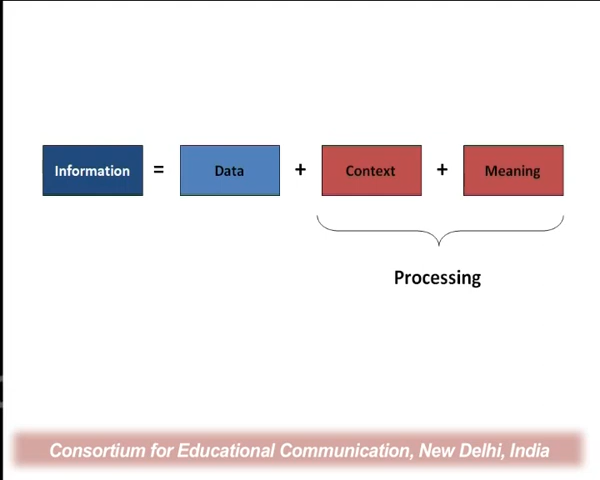 Information = Data + Context + Meaning
Processing
Consortium for Educational Communication, New Delhi, India